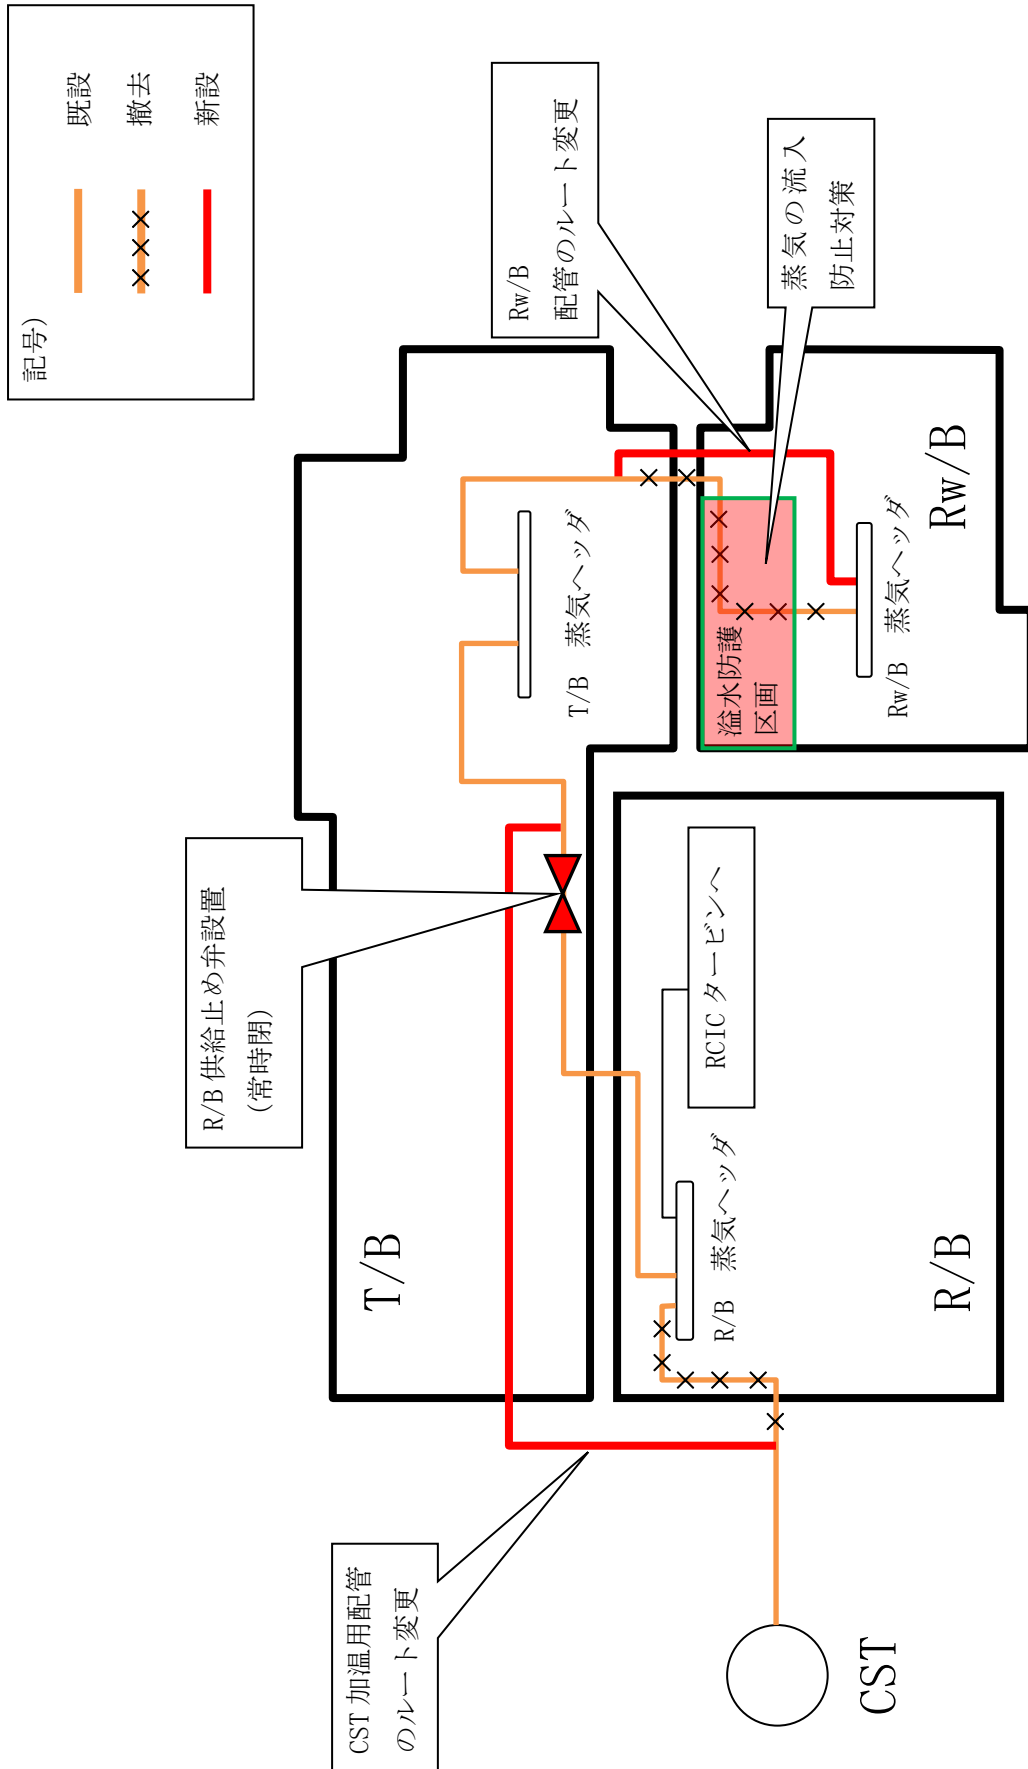 記号)
既設
撤去
新設
R/B 供給止め弁設置
(常時閉)
Rw/B
配管のルート変更
蒸気の流入
防止対策
CST 加温用配管
のルート変更
T/B
T/B 蒸気ヘッダ
溢水防護
区画
Rw/B 蒸気ヘッダ
Rw/B
RCIC タービンへ
R/B 蒸気ヘッダ
R/B
CST